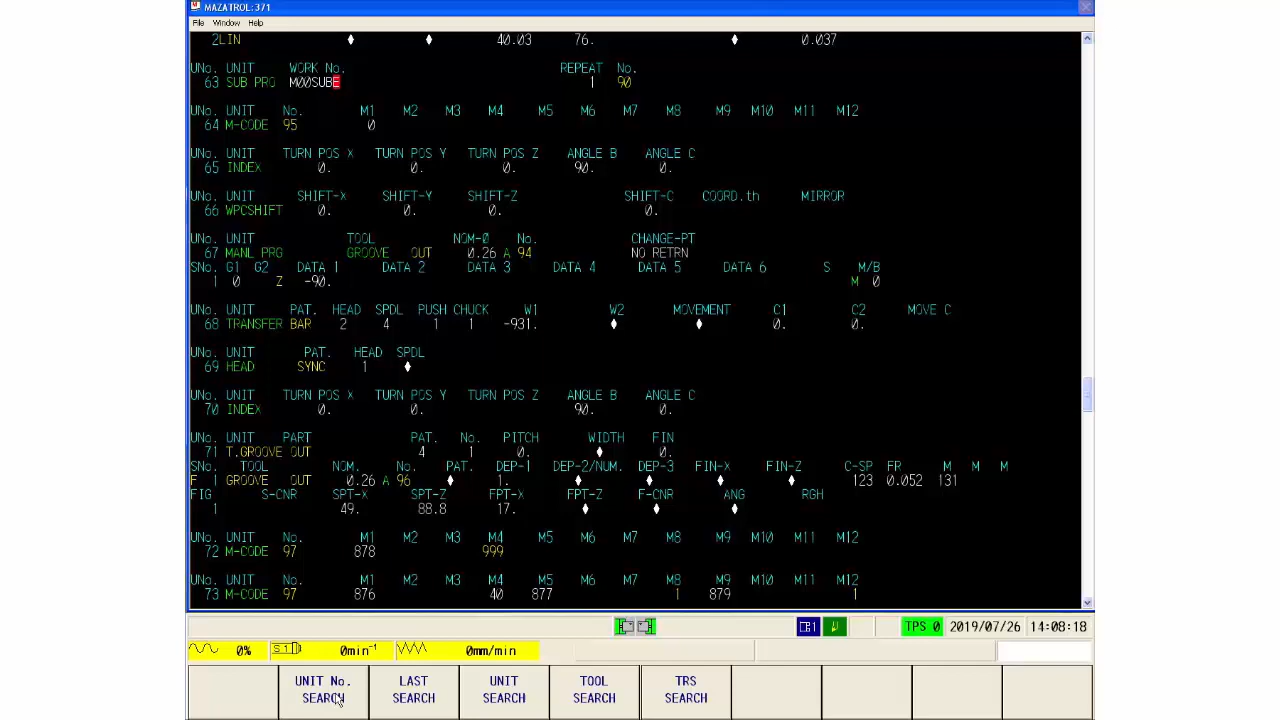 MAZATROL:371
File Window Help
2LIN ♦ ♦ 40.03 76. ♦ 0.037
UNo. UNIT WORK No. REPEAT No.
63 SUB PRO M00SUBE 1 90
UNo. UNIT No. M1 M2 M3 M4 M5 M6 M7 M8 M9 M10 M11 M12
64 M-CODE 95 0
UNo. UNIT TURN POS X TURN POS Y TURN POS Z ANGLE B ANGLE C
65 INDEX 0. 0. 0. 90. 0.
UNo. UNIT SHIFT-X SHIFT-Y SHIFT-Z SHIFT-C COORD.th MIRROR
66 WPCSHIFT 0. 0. 0. 0.
UNo. UNIT TOOL NOM-0 No. CHANGE-PT
67 MANL PRG GROOVE OUT 0.26 A 94 NO RETRN
SNo. G1 G2 DATA 1 DATA 2 DATA 3 DATA 4 DATA 5 DATA 6 S M/B
1 0 Z -90. M 0
UNo. UNIT PAT. HEAD SPDL PUSH CHUCK W1 W2 MOVEMENT C1 C2 MOVE C
68 TRANSFER BAR 2 4 1 1 -931. ♦ ♦ 0. 0.
UNo. UNIT PAT. HEAD SPDL
69 HEAD SYNC 1 ♦
UNo. UNIT TURN POS X TURN POS Y TURN POS Z ANGLE B ANGLE C
70 INDEX 0. 0. 90. 0.
UNo. UNIT PART PAT. No. PITCH WIDTH FIN
71 T.GROOVE OUT 4 1 0. ♦ 0.
SNo. TOOL NOM. No. PAT. DEP-1 DEP-2/NUM. DEP-3 FIN-X FIN-Z C-SP FR M M M
F 1 GROOVE OUT 0.26 A 96 ♦ 1. ♦ ♦ ♦ ♦ 123 0.052 131
FIG S-CNR SPT-X SPT-Z FPT-X FPT-Z F-CNR ANG RGH
1 49. 88.8 17. ♦ ♦ ♦
UNo. UNIT No. M1 M2 M3 M4 M5 M6 M7 M8 M9 M10 M11 M12
72 M-CODE 97 878 999
UNo. UNIT No. M1 M2 M3 M4 M5 M6 M7 M8 M9 M10 M11 M12
73 M-CODE 97 876 40 877 1 879 1
TPS 0 2019/07/26 14:08:18
0% 0min⁻¹ 0mm/min
UNIT No. SEARCH
LAST SEARCH
UNIT SEARCH
TOOL SEARCH
TRS SEARCH